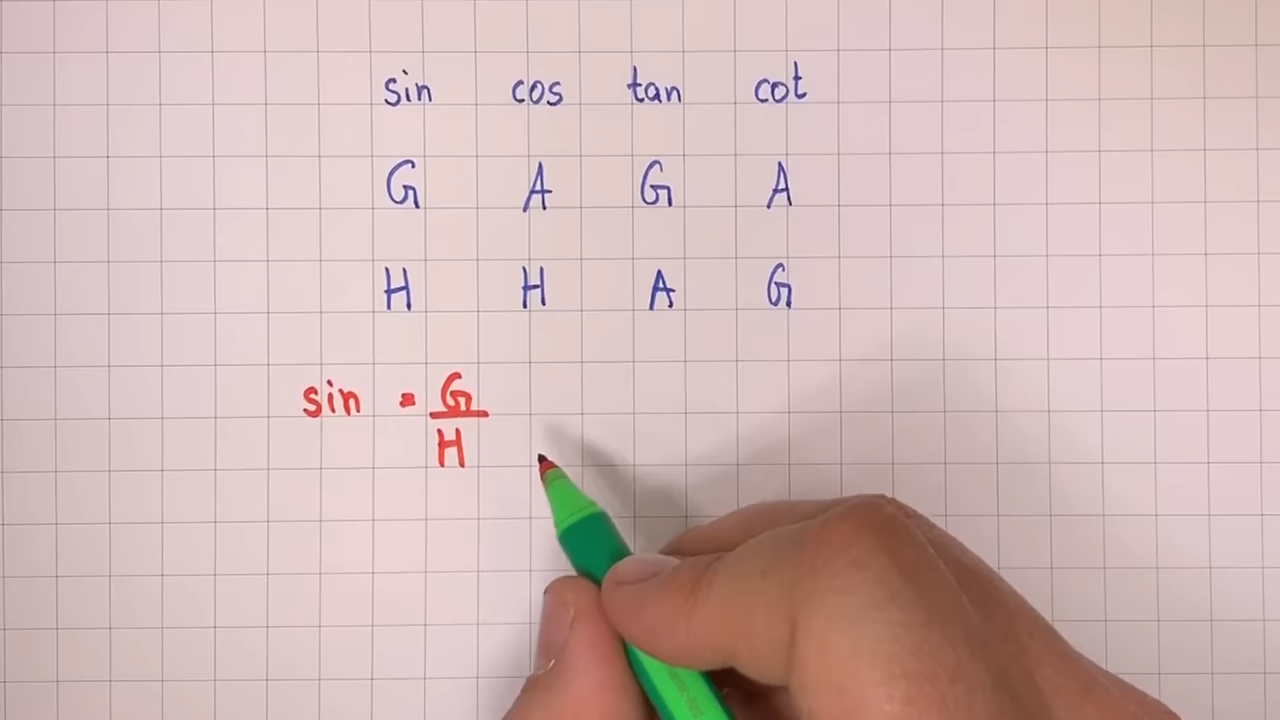 sin cos tan cot
G A G A
H H A G
sin = G
H